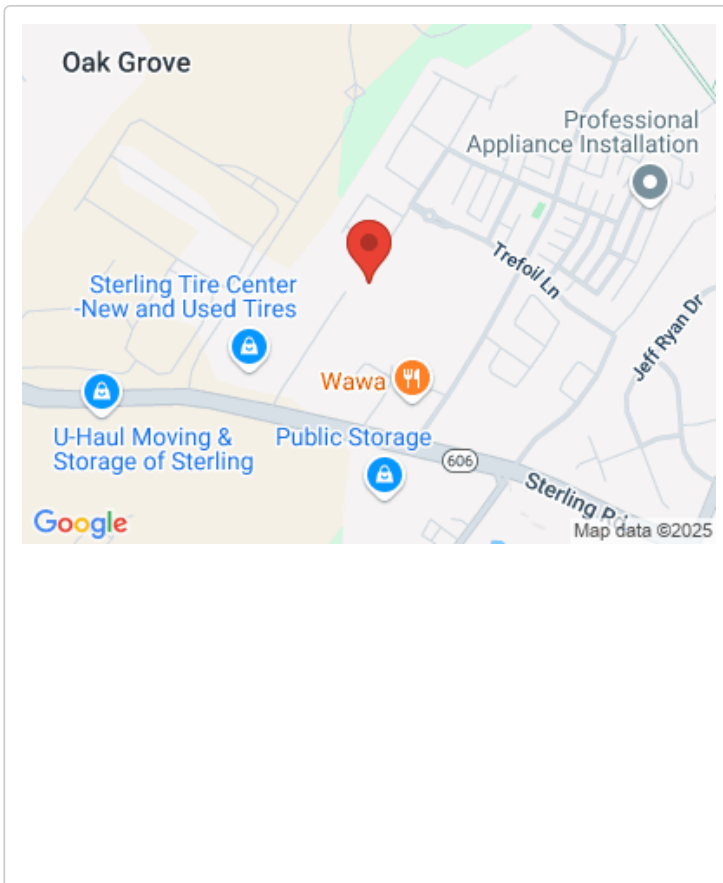 Oak Grove
Professional
Appliance Installation
Trefoil Ln
Sterling Tire Center
-New and Used Tires
Jeff Ryan Dr
Wawa
U-Haul Moving &
Storage of Sterling
Public Storage
606
Sterling Rd
Google
Map data ©2025